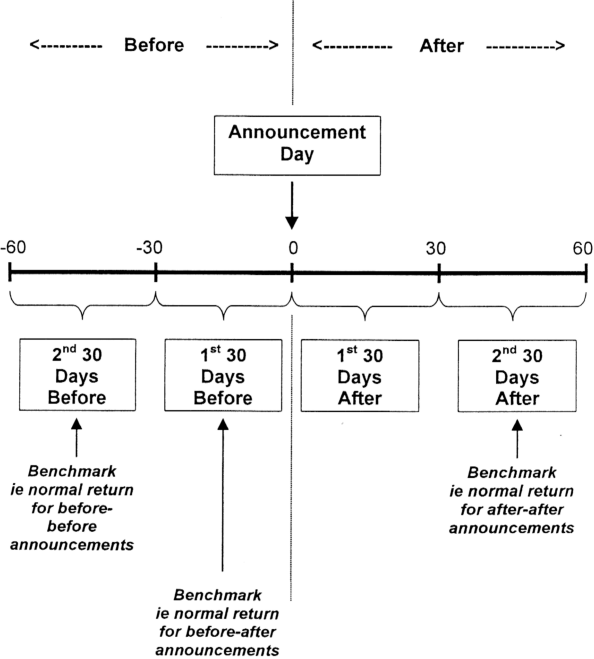 <---------- Before ---------->
<---------- After ---------->
Announcement
Day
-60
-30
0
30
60
2nd 30
Days
Before
1st 30
Days
Before
1st 30
Days
After
2nd 30
Days
After
Benchmark
ie normal return
for before-
before
announcements
Benchmark
ie normal return
for before-after
announcements
Benchmark
ie normal return
for after-after
announcements